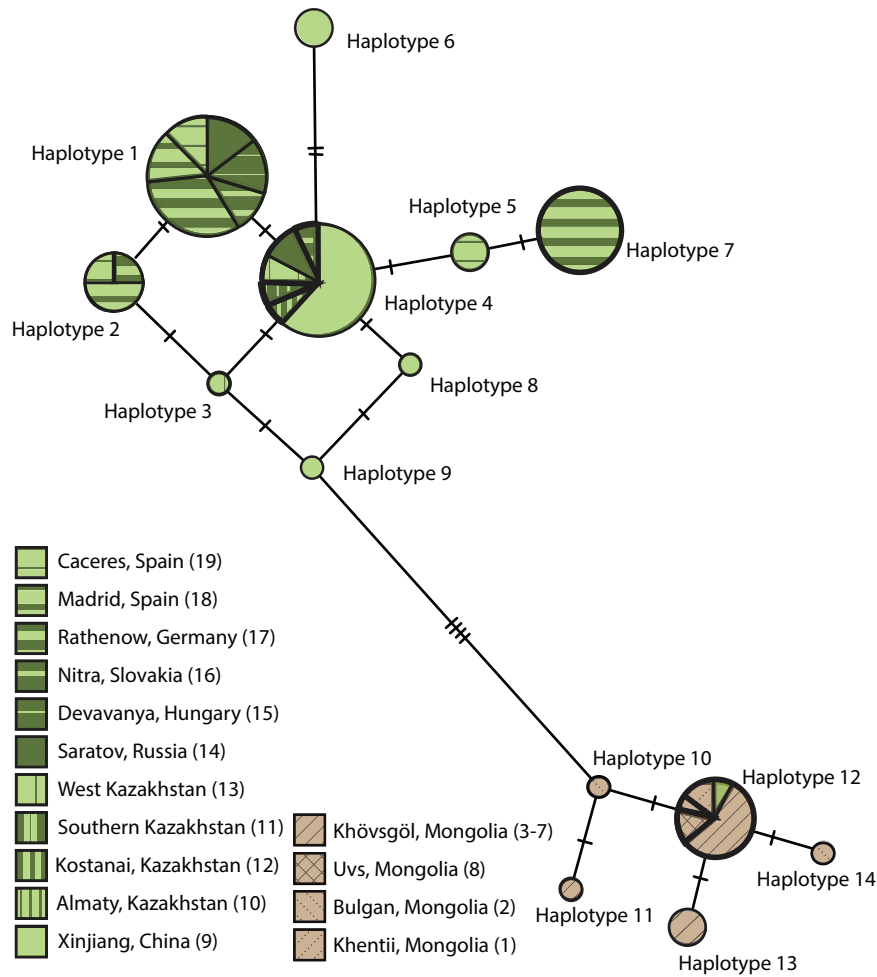 Haplotype 6
Haplotype 1
Haplotype 5
Haplotype 7
Haplotype 4
Haplotype 2
Haplotype 8
Haplotype 3
Haplotype 9
Caceres, Spain (19)
Madrid, Spain (18)
Rathenow, Germany (17)
Nitra, Slovakia (16)
Devavanya, Hungary (15)
Saratov, Russia (14)
West Kazakhstan (13)
Southern Kazakhstan (11)
Kostanai, Kazakhstan (12)
Almaty, Kazakhstan (10)
Xinjiang, China (9)
Khövsgöl, Mongolia (3-7)
Uvs, Mongolia (8)
Bulgan, Mongolia (2)
Khentii, Mongolia (1)
Haplotype 10
Haplotype 12
Haplotype 14
Haplotype 11
Haplotype 13